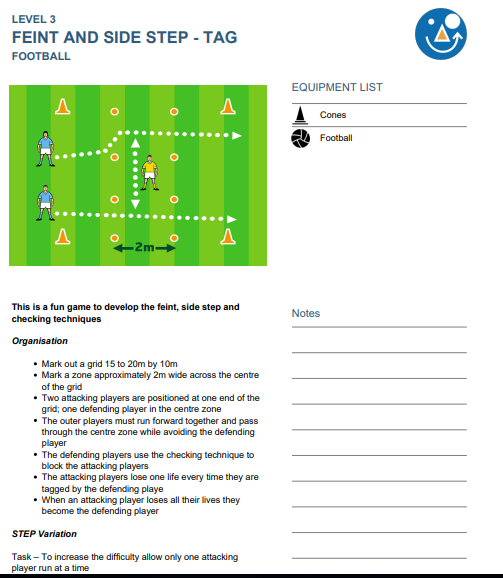 LEVEL 3
FEINT AND SIDE STEP - TAG
FOOTBALL
2m
EQUIPMENT LIST
Cones
Football
This is a fun game to develop the feint, side step and
checking techniques
Organisation
• Mark out a grid 15 to 20m by 10m
• Mark a zone approximately 2m wide across the centre
of the grid
• Two attacking players are positioned at one end of the
grid; one defending player in the centre zone
• The outer players must run forward together and pass
through the centre zone while avoiding the defending
player
• The defending players use the checking technique to
block the attacking players
• The attacking players lose one life every time they are
tagged by the defending playe
• When an attacking player loses all their lives they
become the defending player
STEP Variation
Task – To increase the difficulty allow only one attacking
player run at a time
Notes